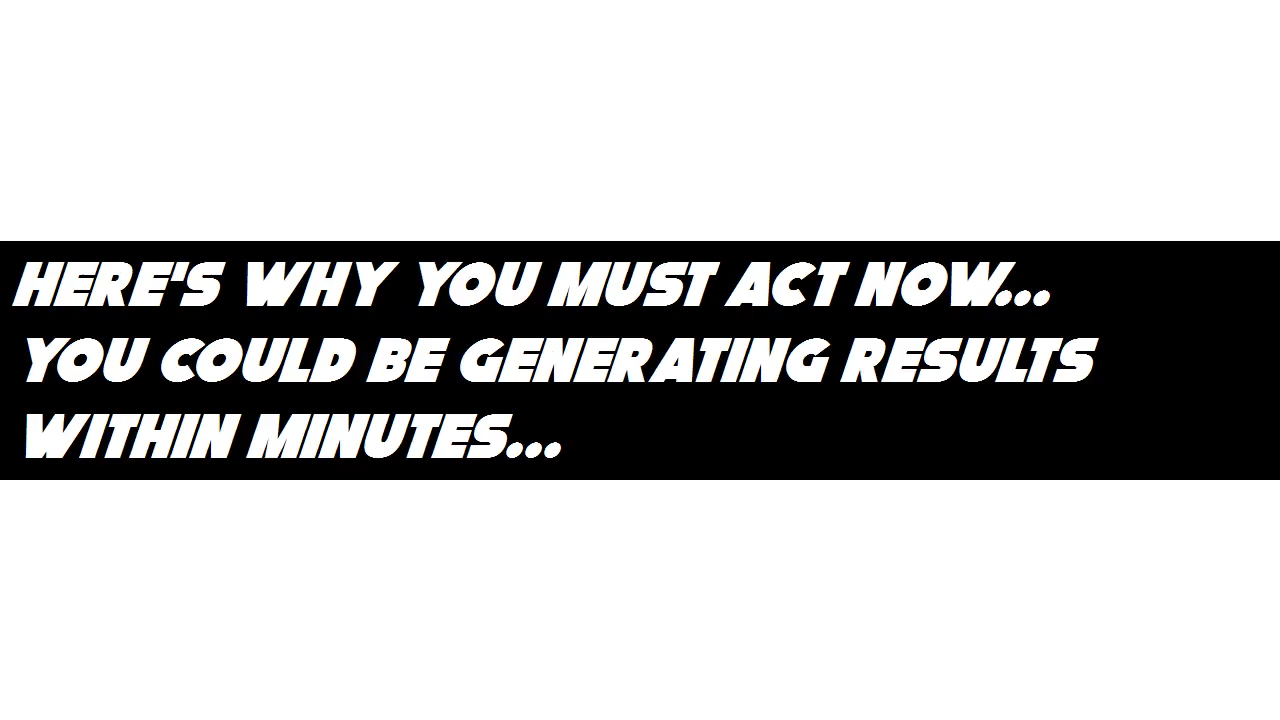 HERE'S WHY YOU MUST ACT NOW...
YOU COULD BE GENERATING RESULTS
WITHIN MINUTES...